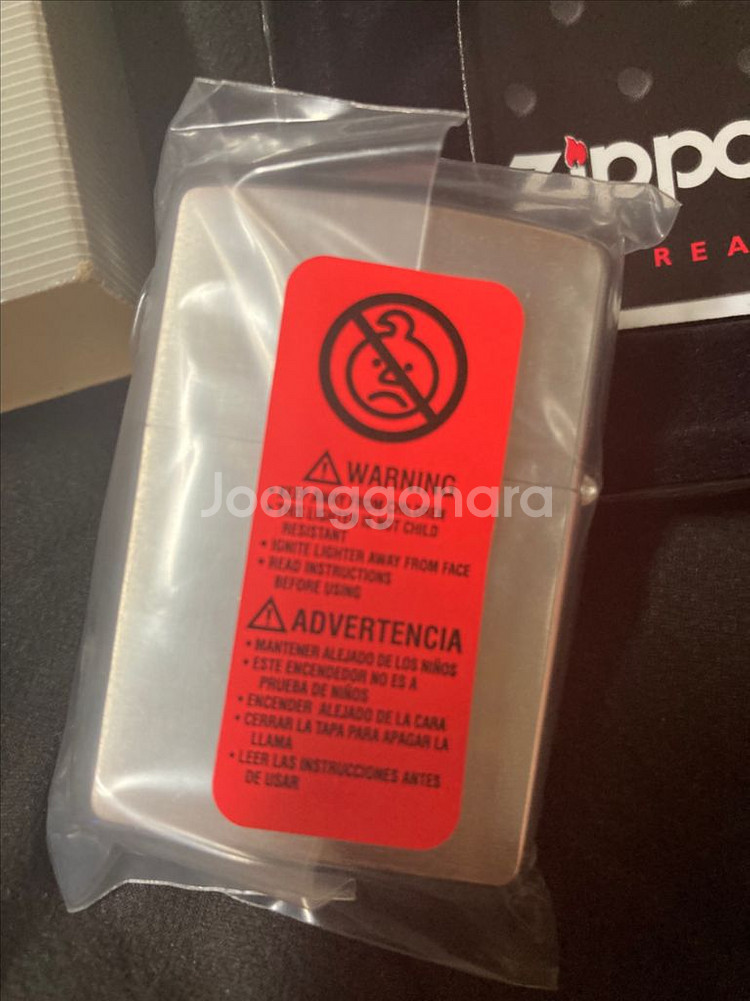 Zippo
REA
WARNING
CHILD
RESISTANT
• IGNITE LIGHTER AWAY FROM FACE
• READ INSTRUCTIONS
BEFORE USING
Joonggonara
ADVERTENCIA
• MANTENER ALEJADO DE LOS NIÑOS
• ESTE ENCENDEDOR NO ES A
PRUEBA DE NIÑOS
• ENCENDER ALEJADO DE LA CARA
• CERRAR LA TAPA PARA APAGAR LA
LLAMA
• LEER LAS INSTRUCCIONES ANTES
DE USAR